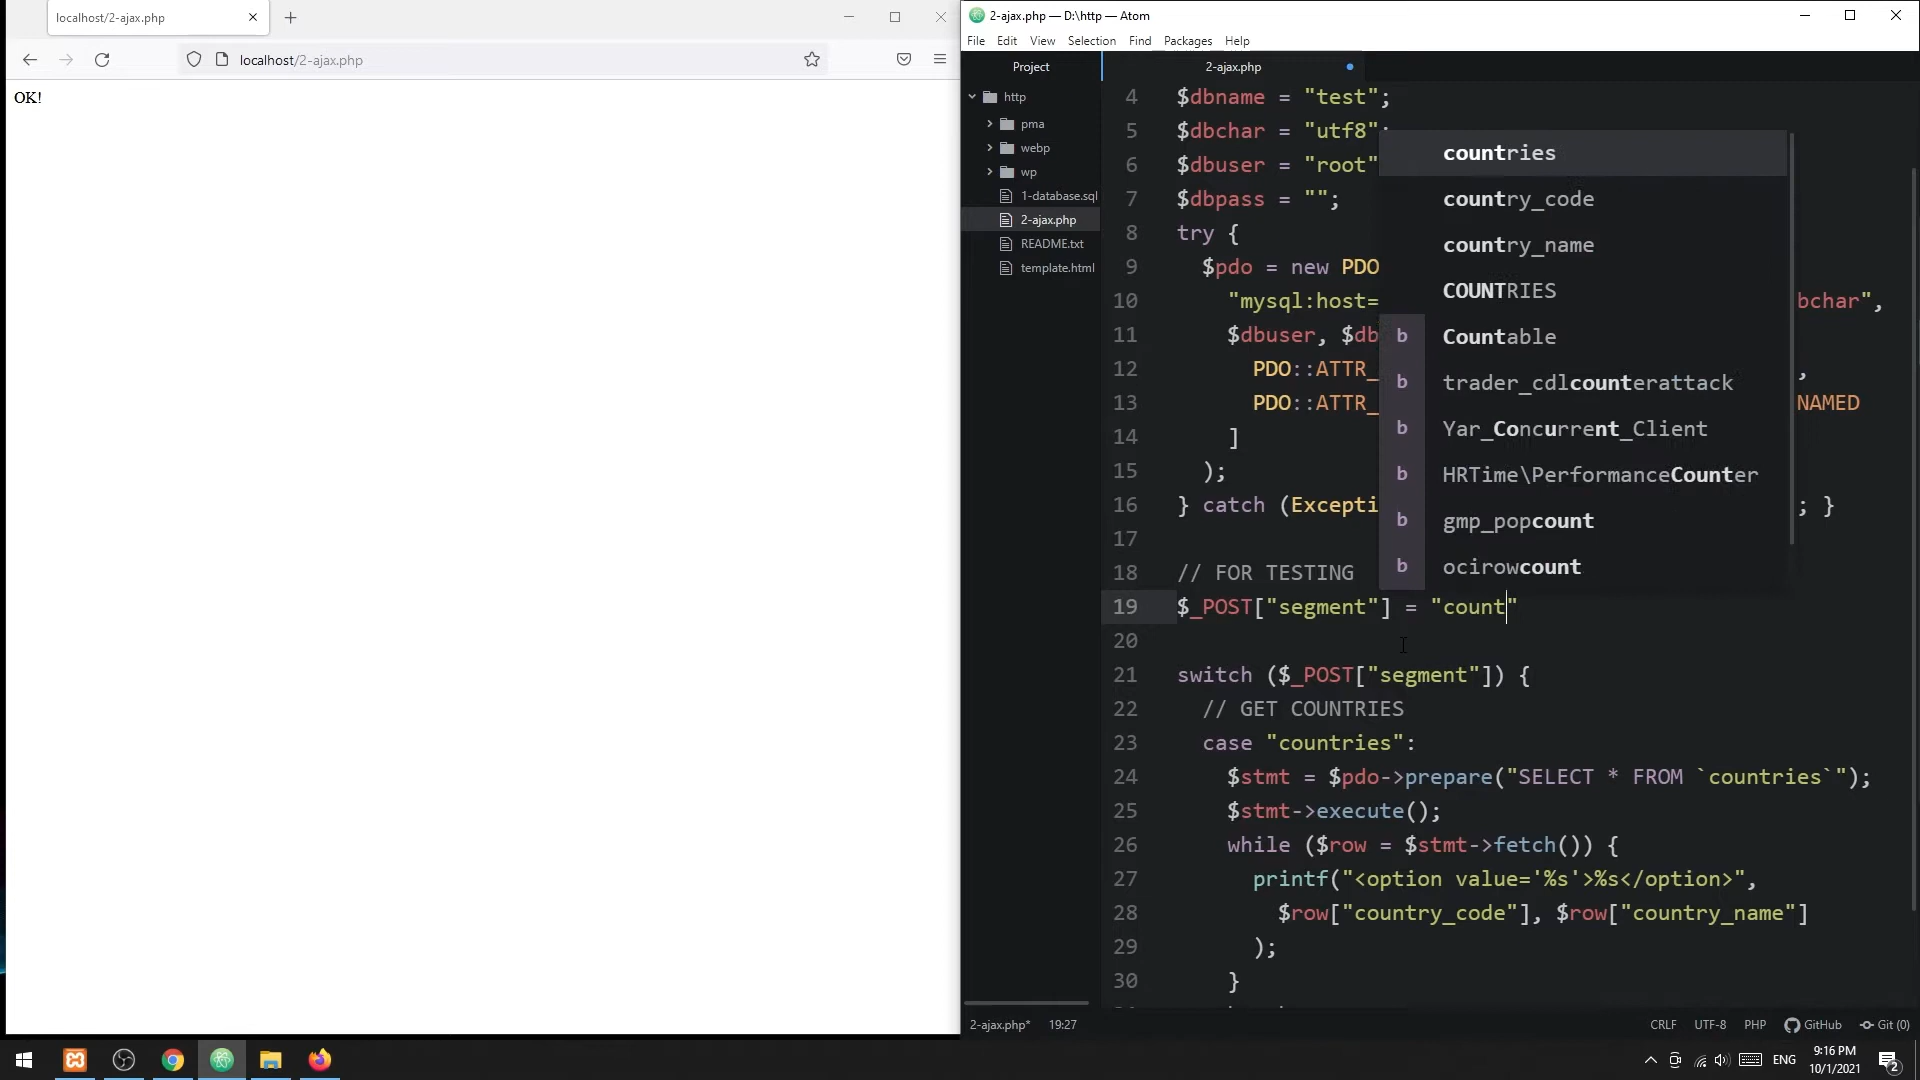 localhost/2-ajax.php
localhost/2-ajax.php
OK!
2-ajax.php — D:\http — Atom
File Edit View Selection Find Packages Help
Project
2-ajax.php
http
pma
webp
wp
1-database.sql
2-ajax.php
README.txt
template.html
4 $dbname = "test";
5 $dbchar = "utf8";
6 $dbuser = "root"
7 $dbpass = "";
8 try {
9 $pdo = new PDO
10 "mysql:host= bchar",
11 $dbuser, $db
12 PDO::ATTR_ ,
13 PDO::ATTR_ NAMED
14 ]
15 );
16 } catch (Excepti ; }
17
18 // FOR TESTING
19 $_POST["segment"] = "count"
20
21 switch ($_POST["segment"]) {
22 // GET COUNTRIES
23 case "countries":
24 $stmt = $pdo->prepare("SELECT * FROM `countries`");
25 $stmt->execute();
26 while ($row = $stmt->fetch()) {
27 printf("<option value='%s'>%s</option>",
28 $row["country_code"], $row["country_name"]
29 );
30 }
countries
country_code
country_name
COUNTRIES
b Countable
b trader_cdlcounterattack
b Yar_Concurrent_Client
b HRTime\PerformanceCounter
b gmp_popcount
b ocirowcount
2-ajax.php* 19:27
CRLF UTF-8 PHP GitHub Git (0)
ENG
9:16 PM
10/1/2021
2